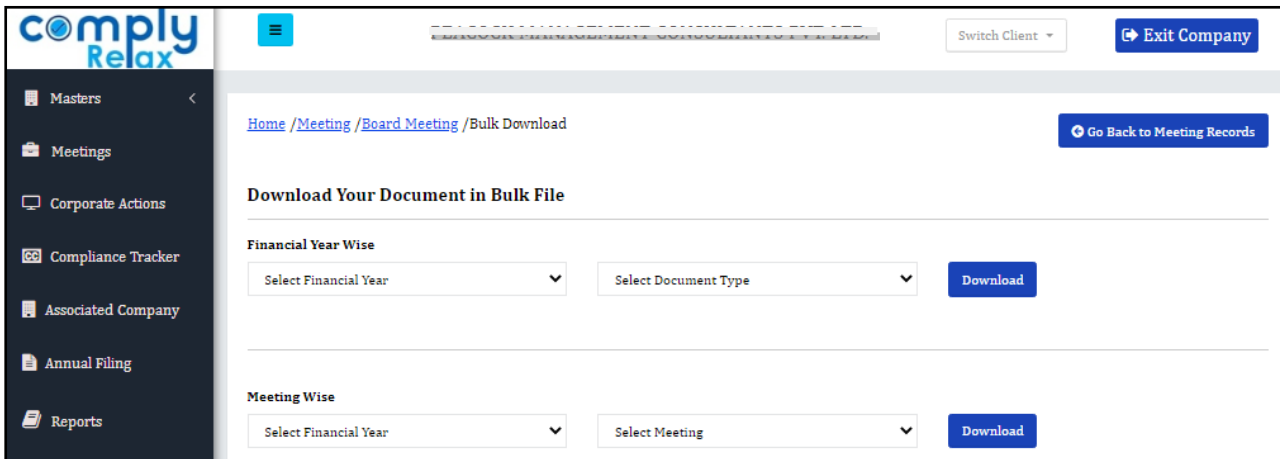 comply
Relax
Switch Client
Exit Company
Masters
Meetings
Corporate Actions
CC Compliance Tracker
Associated Company
Annual Filing
Reports
Home /Meeting /Board Meeting /Bulk Download
Go Back to Meeting Records
Download Your Document in Bulk File
Financial Year Wise
Select Financial Year Select Document Type Download
Meeting Wise
Select Financial Year Select Meeting Download